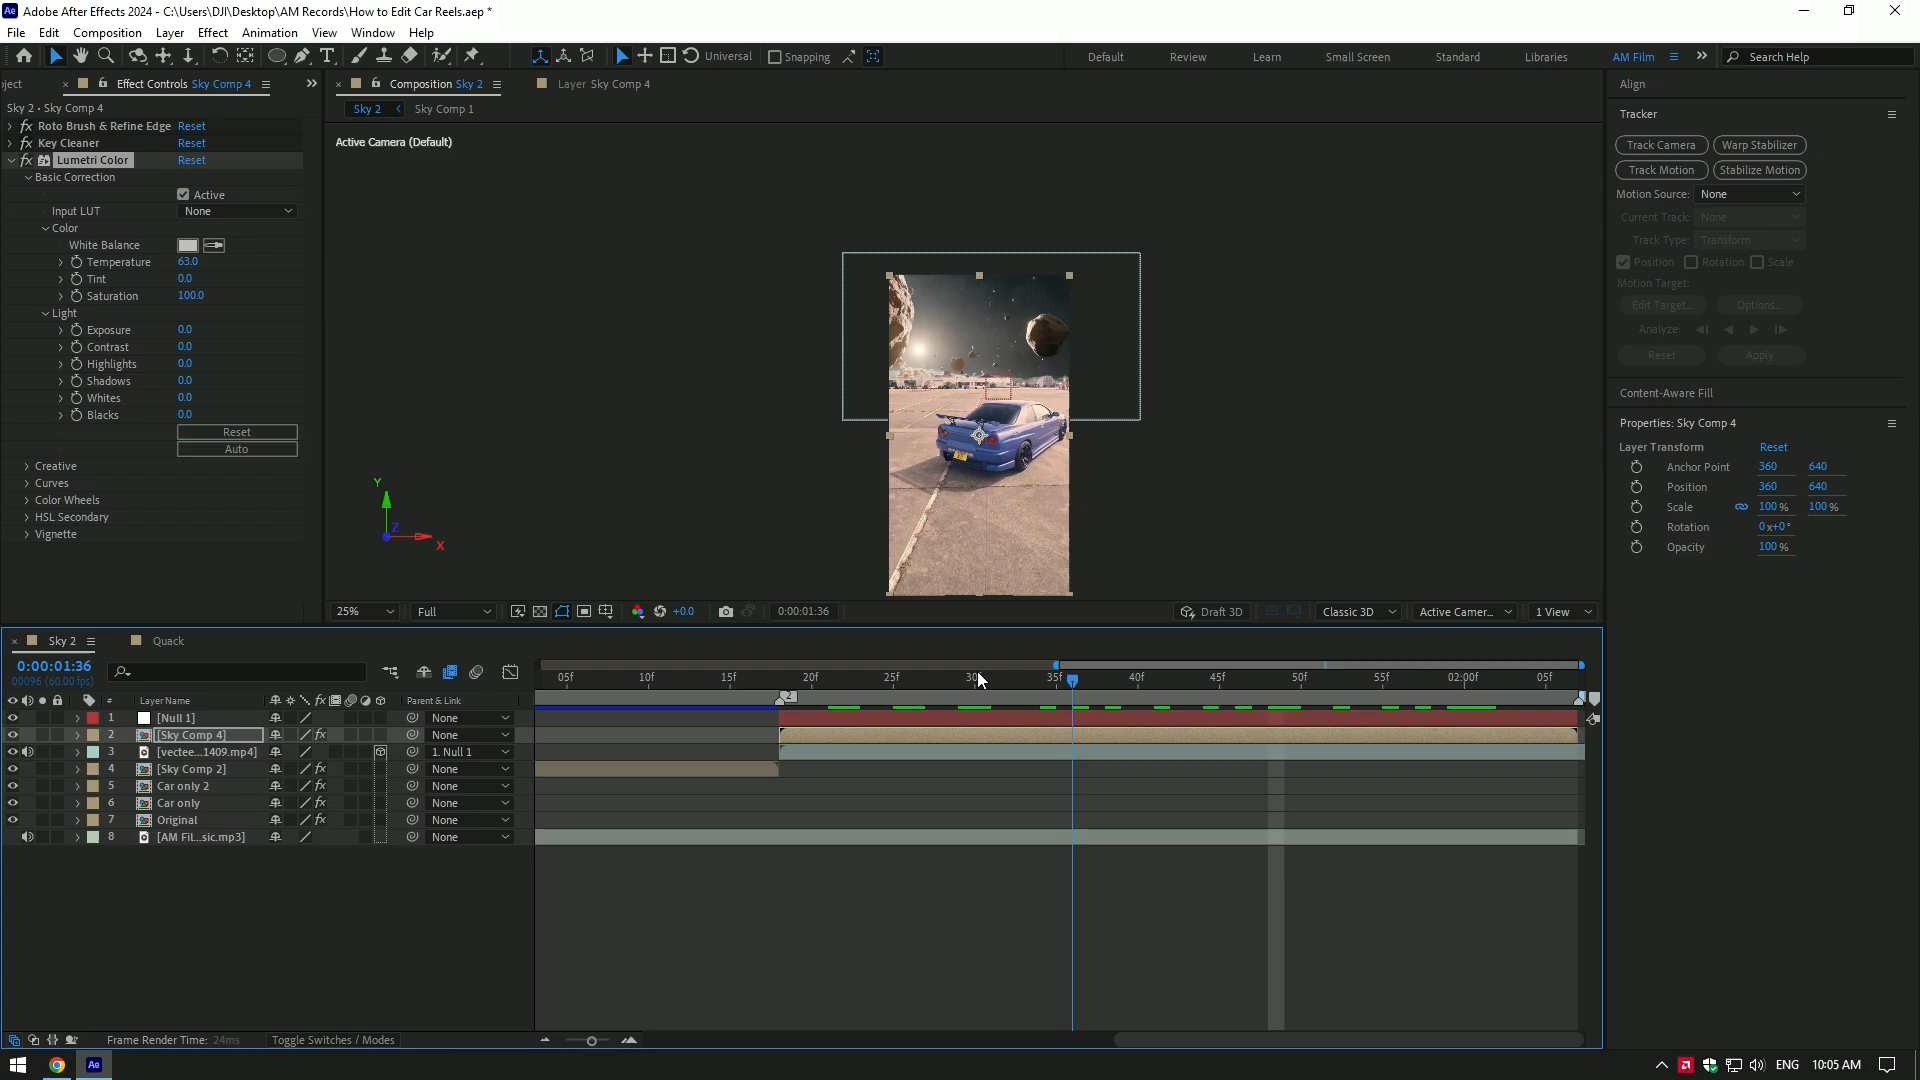 Adobe After Effects 2024 - C:\Users\DJI\Desktop\AM Records\How to Edit Car Reels.aep *
File Edit Composition Layer Effect Animation View Window Help
Universal Snapping Default Review Learn Small Screen Standard Libraries AM Film Search Help
ject Effect Controls Sky Comp 4
Composition Sky 2
Layer Sky Comp 4
Align
Sky 2 • Sky Comp 4
Sky 2 Sky Comp 1
Tracker
Roto Brush & Refine Edge Reset
Key Cleaner Reset
Lumetri Color Reset
Basic Correction
Active
Input LUT None
Color
White Balance
Temperature 63.0
Tint 0.0
Saturation 100.0
Light
Exposure 0.0
Contrast 0.0
Highlights 0.0
Shadows 0.0
Whites 0.0
Blacks 0.0
Reset
Auto
Creative
Curves
Color Wheels
HSL Secondary
Vignette
Active Camera (Default)
Y
Z
X
25% Full +0.0 0:00:01:36 Draft 3D Classic 3D Active Camer... 1 View
Track Camera Warp Stabilizer
Track Motion Stabilize Motion
Motion Source: None
Current Track: None
Track Type: Transform
Position Rotation Scale
Motion Target:
Edit Target... Options...
Analyze:
Reset Apply
Content-Aware Fill
Properties: Sky Comp 4
Layer Transform Reset
Anchor Point 360 640
Position 360 640
Scale 100 % 100 %
Rotation 0x+0°
Opacity 100 %
Sky 2 Quack
0:00:01:36
00096 (60.00 fps)
05f 10f 15f 20f 25f 30f 35f 40f 45f 50f 55f 02:00f 05f
2
# Layer Name Parent & Link
1 [Null 1] None
2 [Sky Comp 4] None
3 [vectee...1409.mp4] 1. Null 1
4 [Sky Comp 2] None
5 Car only 2 None
6 Car only None
7 Original None
8 [AM Fil...sic.mp3] None
Frame Render Time: 24ms Toggle Switches / Modes
Ae ENG 10:05 AM